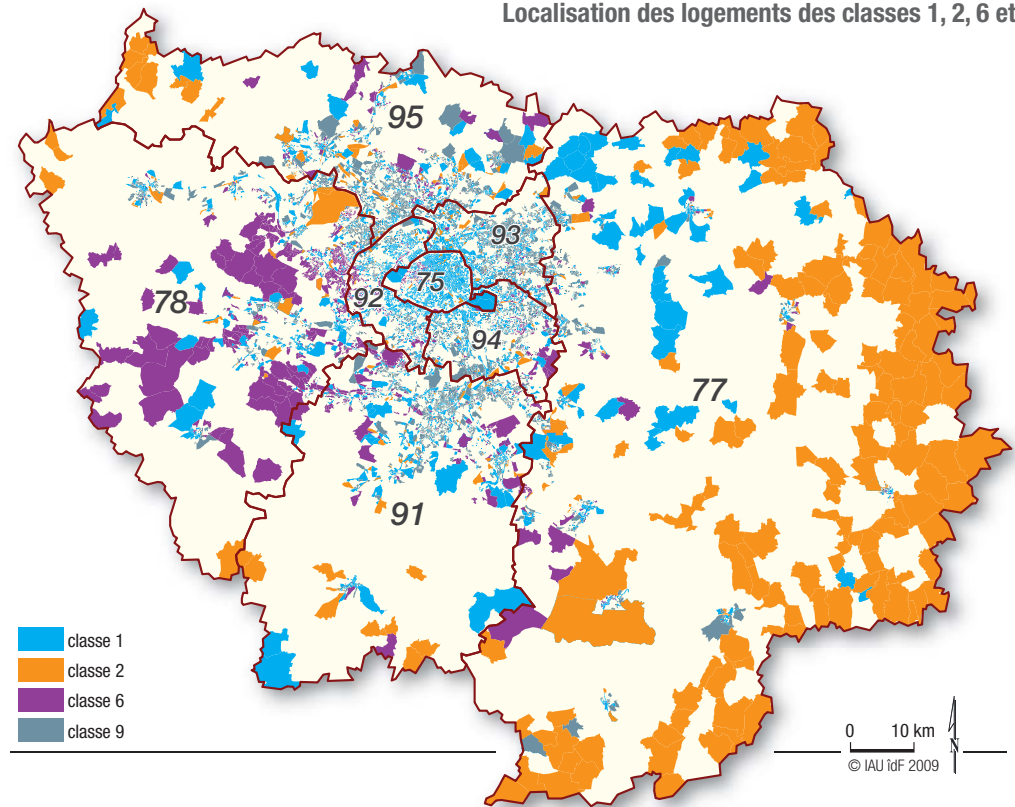 Localisation des logements des classes 1, 2, 6 et
95
93
75
92
78
94
77
91
classe 1
classe 2
classe 6
classe 9
0 10 km
N
© IAU îdF 2009